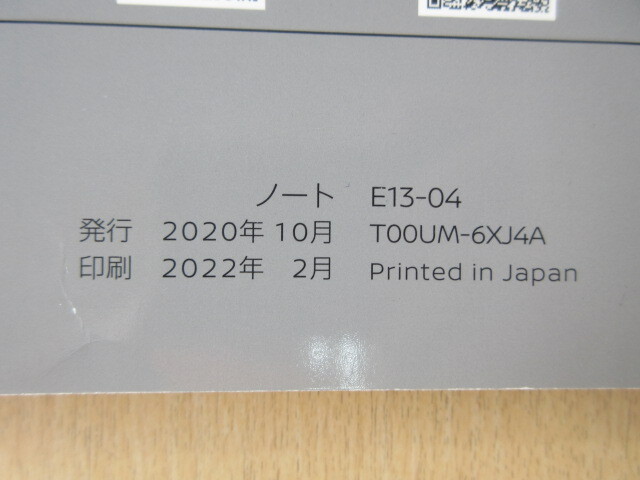 ノート E13-04
発行 2020年 10月 T00UM-6XJ4A
印刷 2022年 2月 Printed in Japan